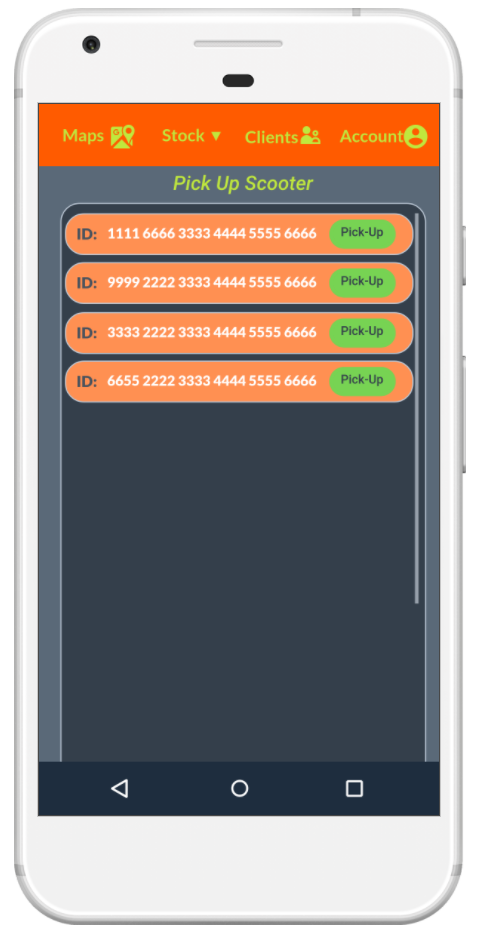 Maps Stock ▼ Clients Account
Pick Up Scooter
ID: 1111 6666 3333 4444 5555 6666 Pick-Up
ID: 9999 2222 3333 4444 5555 6666 Pick-Up
ID: 3333 2222 3333 4444 5555 6666 Pick-Up
ID: 6655 2222 3333 4444 5555 6666 Pick-Up